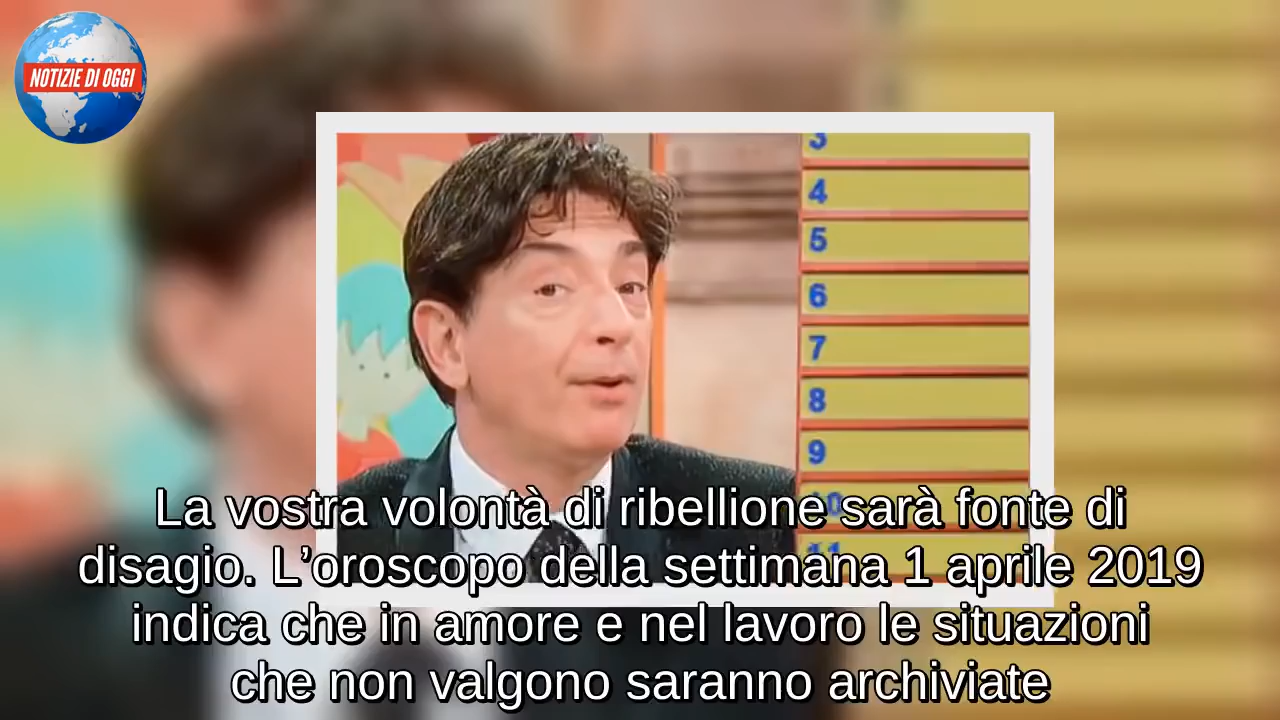 NOTIZIE DI OGGI
3
4
5
6
7
8
9
10
11
La vostra volontà di ribellione sarà fonte di
disagio. L’oroscopo della settimana 1 aprile 2019
indica che in amore e nel lavoro le situazioni
che non valgono saranno archiviate